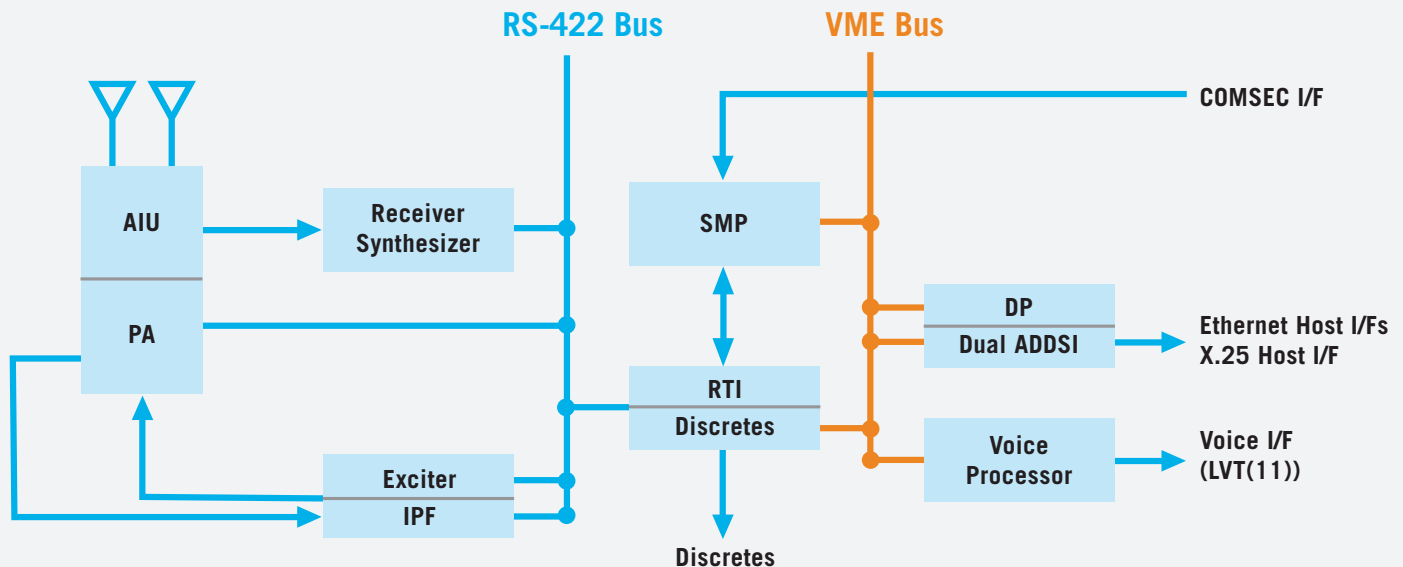 RS-422 Bus
VME Bus
COMSEC I/F
AIU
Receiver
Synthesizer
SMP
PA
DP
Dual ADDSI
Ethernet Host I/Fs
X.25 Host I/F
RTI
Discretes
Voice
Processor
Voice I/F
(LVT(11))
Exciter
IPF
Discretes